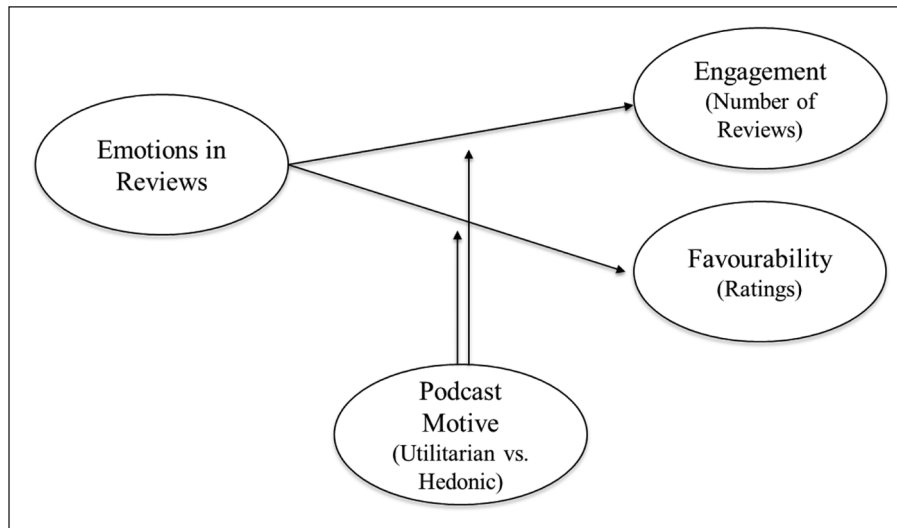 Emotions in
Reviews
Engagement
(Number of
Reviews)
Favourability
(Ratings)
Podcast
Motive
(Utilitarian vs.
Hedonic)